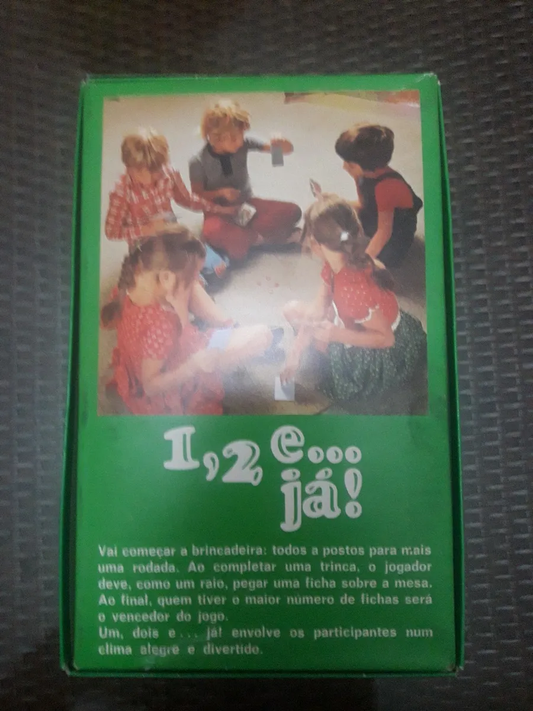 1, 2 e...
já!
Vai começar a brincadeira: todos a postos para mais
uma rodada. Ao completar uma trinca, o jogador
deve, como um raio, pegar uma ficha sobre a mesa.
Ao final, quem tiver o maior número de fichas será
o vencedor do jogo.
Um, dois e... já! envolve os participantes num
clima alegre e divertido.